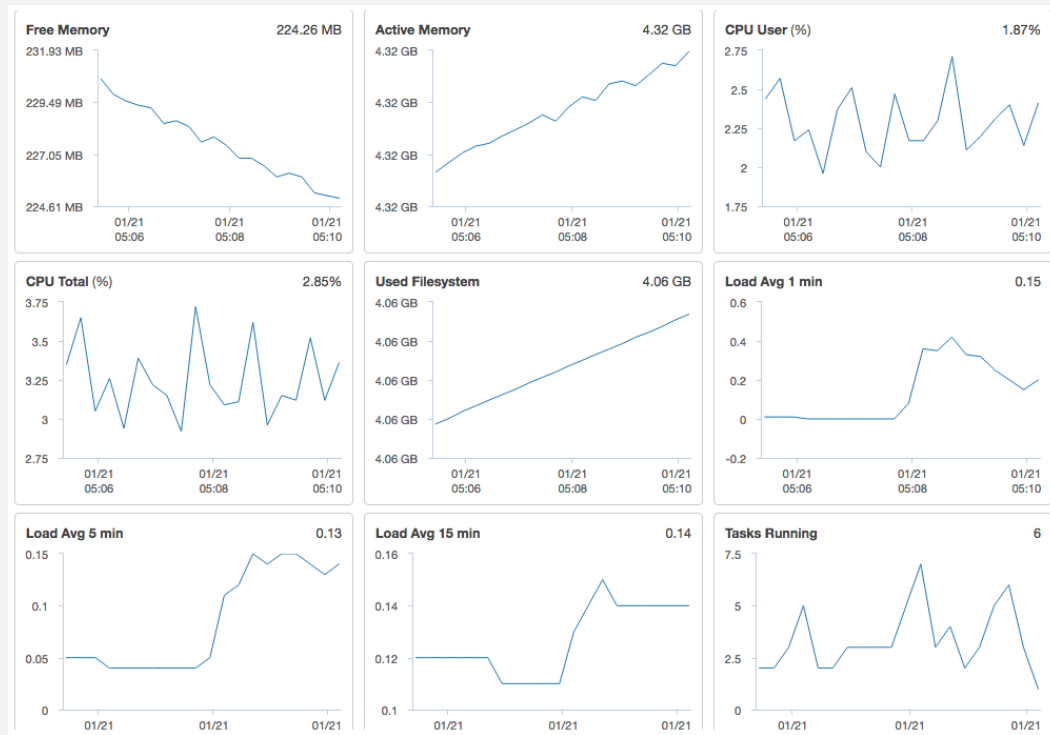 Free Memory 224.26 MB
231.93 MB
229.49 MB
227.05 MB
224.61 MB
01/21 01/21 01/21
05:06 05:08 05:10
Active Memory 4.32 GB
4.32 GB
4.32 GB
4.32 GB
4.32 GB
01/21 01/21 01/21
05:06 05:08 05:10
CPU User (%) 1.87%
2.75
2.5
2.25
2
1.75
01/21 01/21 01/21
05:06 05:08 05:10
CPU Total (%) 2.85%
3.75
3.5
3.25
3
2.75
01/21 01/21 01/21
05:06 05:08 05:10
Used Filesystem 4.06 GB
4.06 GB
4.06 GB
4.06 GB
4.06 GB
4.06 GB
01/21 01/21 01/21
05:06 05:08 05:10
Load Avg 1 min 0.15
0.6
0.4
0.2
0
-0.2
01/21 01/21 01/21
05:06 05:08 05:10
Load Avg 5 min 0.13
0.15
0.1
0.05
0
01/21 01/21 01/21
Load Avg 15 min 0.14
0.16
0.14
0.12
0.1
01/21 01/21 01/21
Tasks Running 6
7.5
5
2.5
0
01/21 01/21 01/21